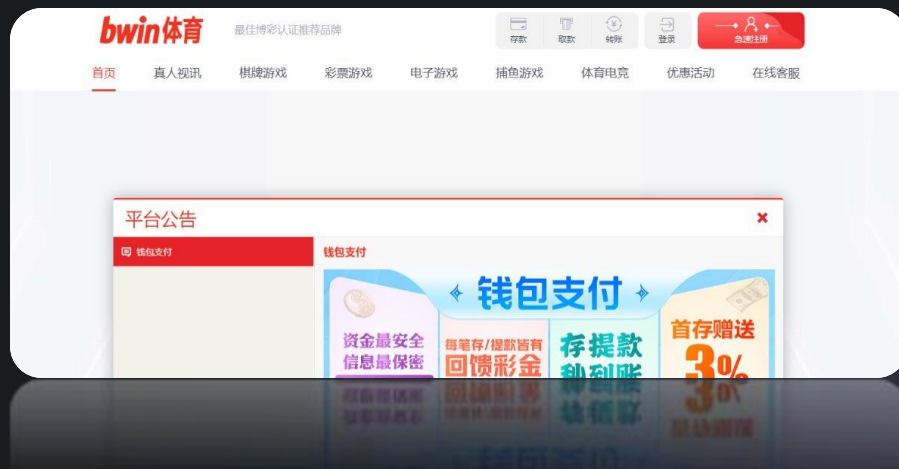 bwin体育
最佳博彩认证推荐品牌
存款 取款 转账 登录 急速注册
首页 真人视讯 棋牌游戏 彩票游戏 电子游戏 捕鱼游戏 体育电竞 优惠活动 在线客服
平台公告
钱包支付
钱包支付
钱包支付
资金最安全
信息最保密
每笔存/提款皆有
回馈彩金
存提款
秒到账
首存赠送
3%